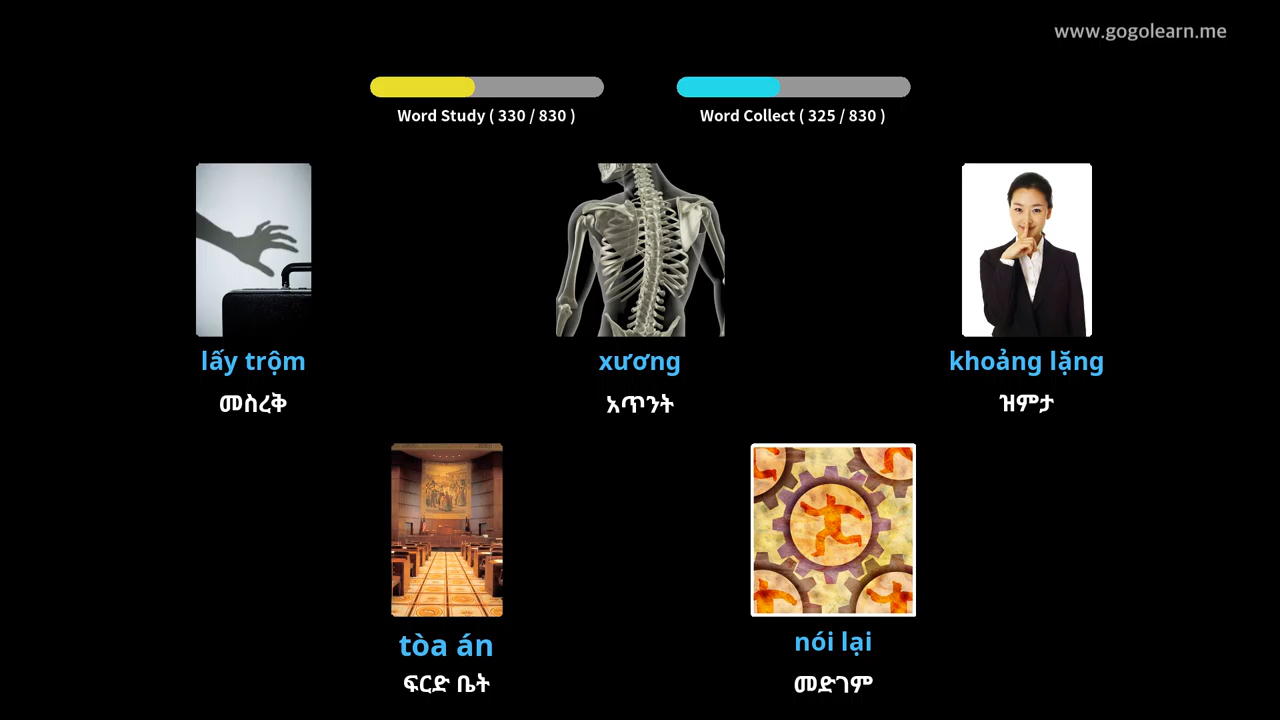 www.gogolearn.me
Word Study ( 330 / 830 )
Word Collect ( 325 / 830 )
lấy trộm
xương
khoảng lặng
መስረቅ
አጥንት
ዝምታ
tòa án
nói lại
ፍርድ ቤት
መድገም